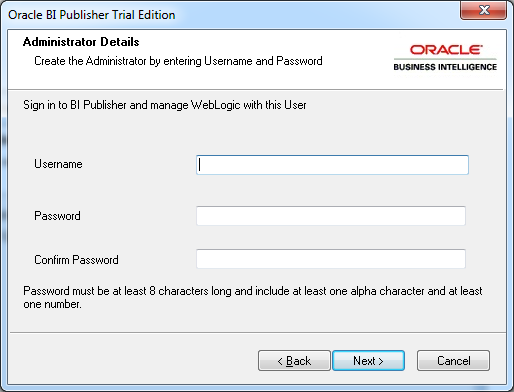 Oracle BI Publisher Trial Edition
Administrator Details
Create the Administrator by entering Username and Password
ORACLE
BUSINESS INTELLIGENCE
Sign in to BI Publisher and manage WebLogic with this User
Username
Password
Confirm Password
Password must be at least 8 characters long and include at least one alpha character and at least
one number.
< Back
Next >
Cancel